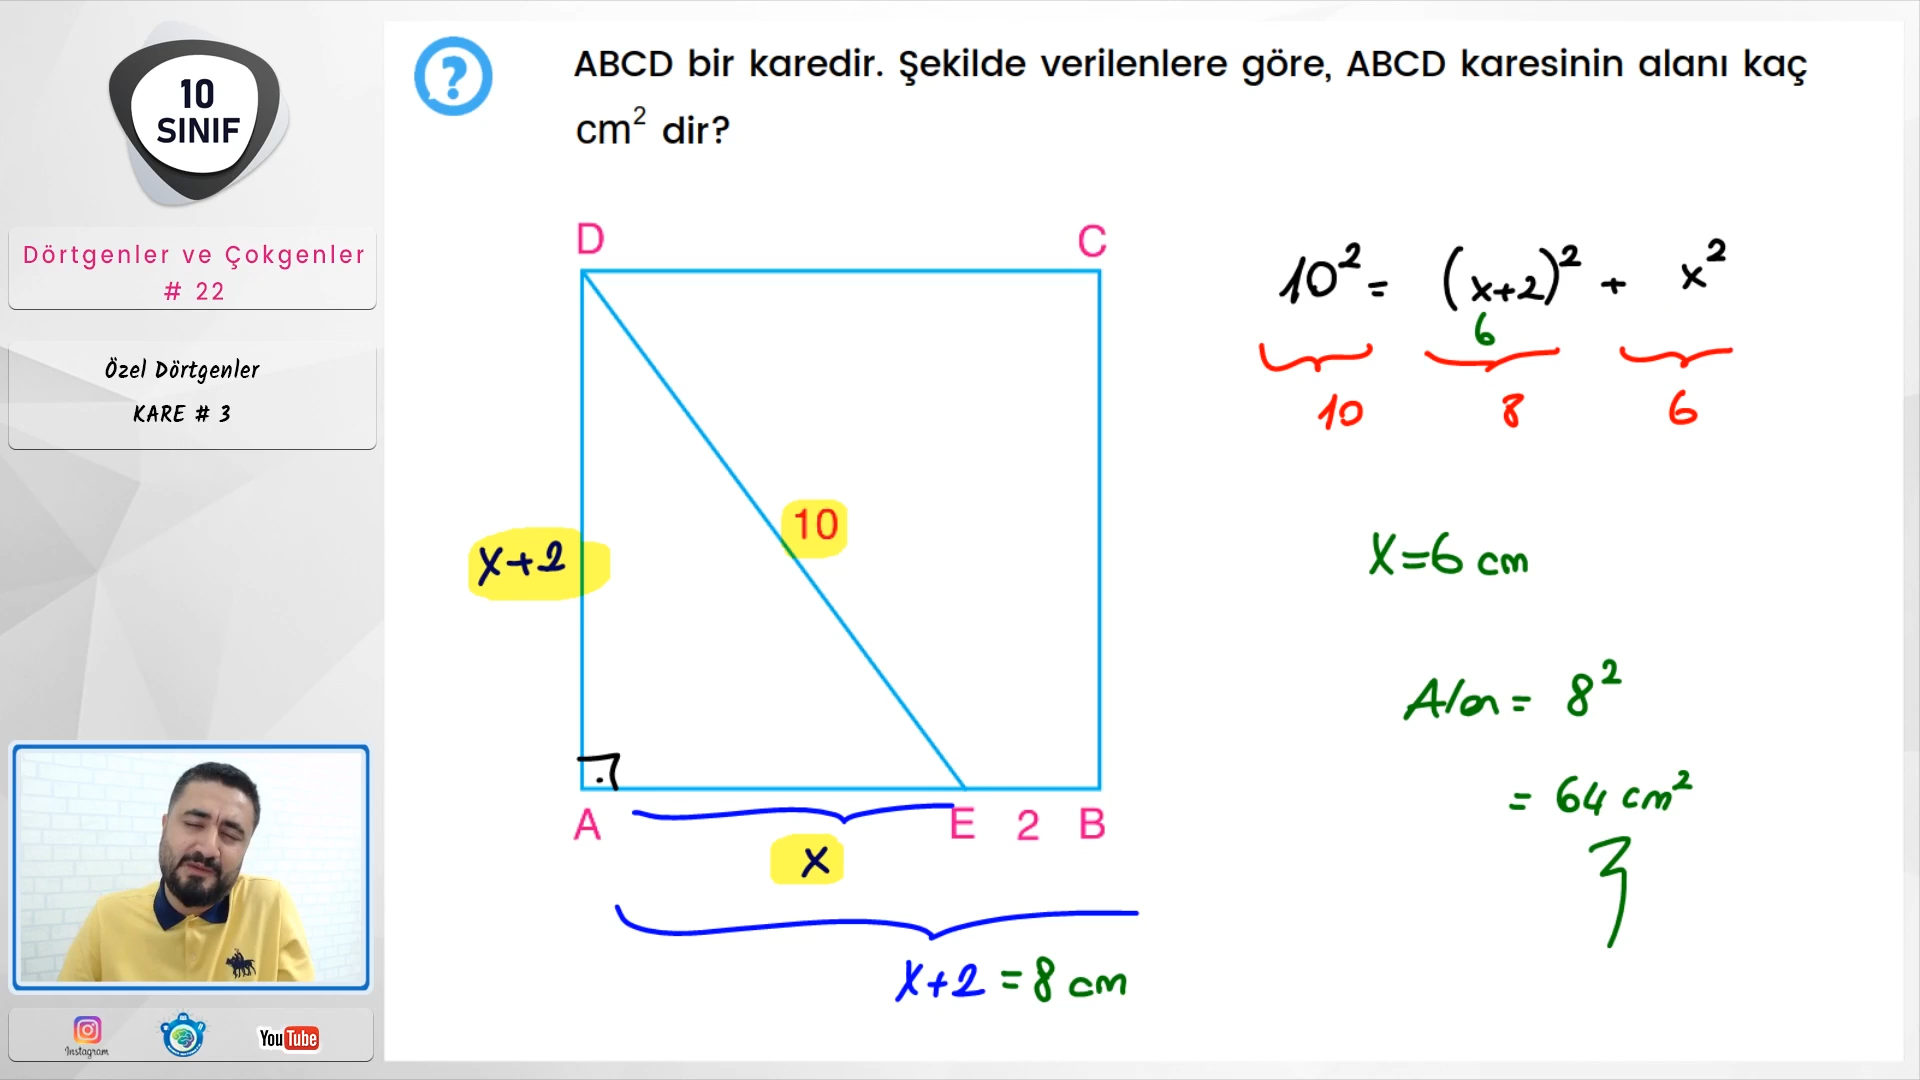 10
SINIF
Dörtgenler ve Çokgenler
# 22
Özel Dörtgenler
KARE # 3
Instagram
YouTube
ABCD bir karedir. Şekilde verilenlere göre, ABCD karesinin alanı kaç
cm² dir?
D
C
10
x+2
A
E
2
B
x
x+2 = 8 cm
10² = (x+2)² + x²
6
10
8
6
x=6 cm
Alan = 8²
= 64 cm²